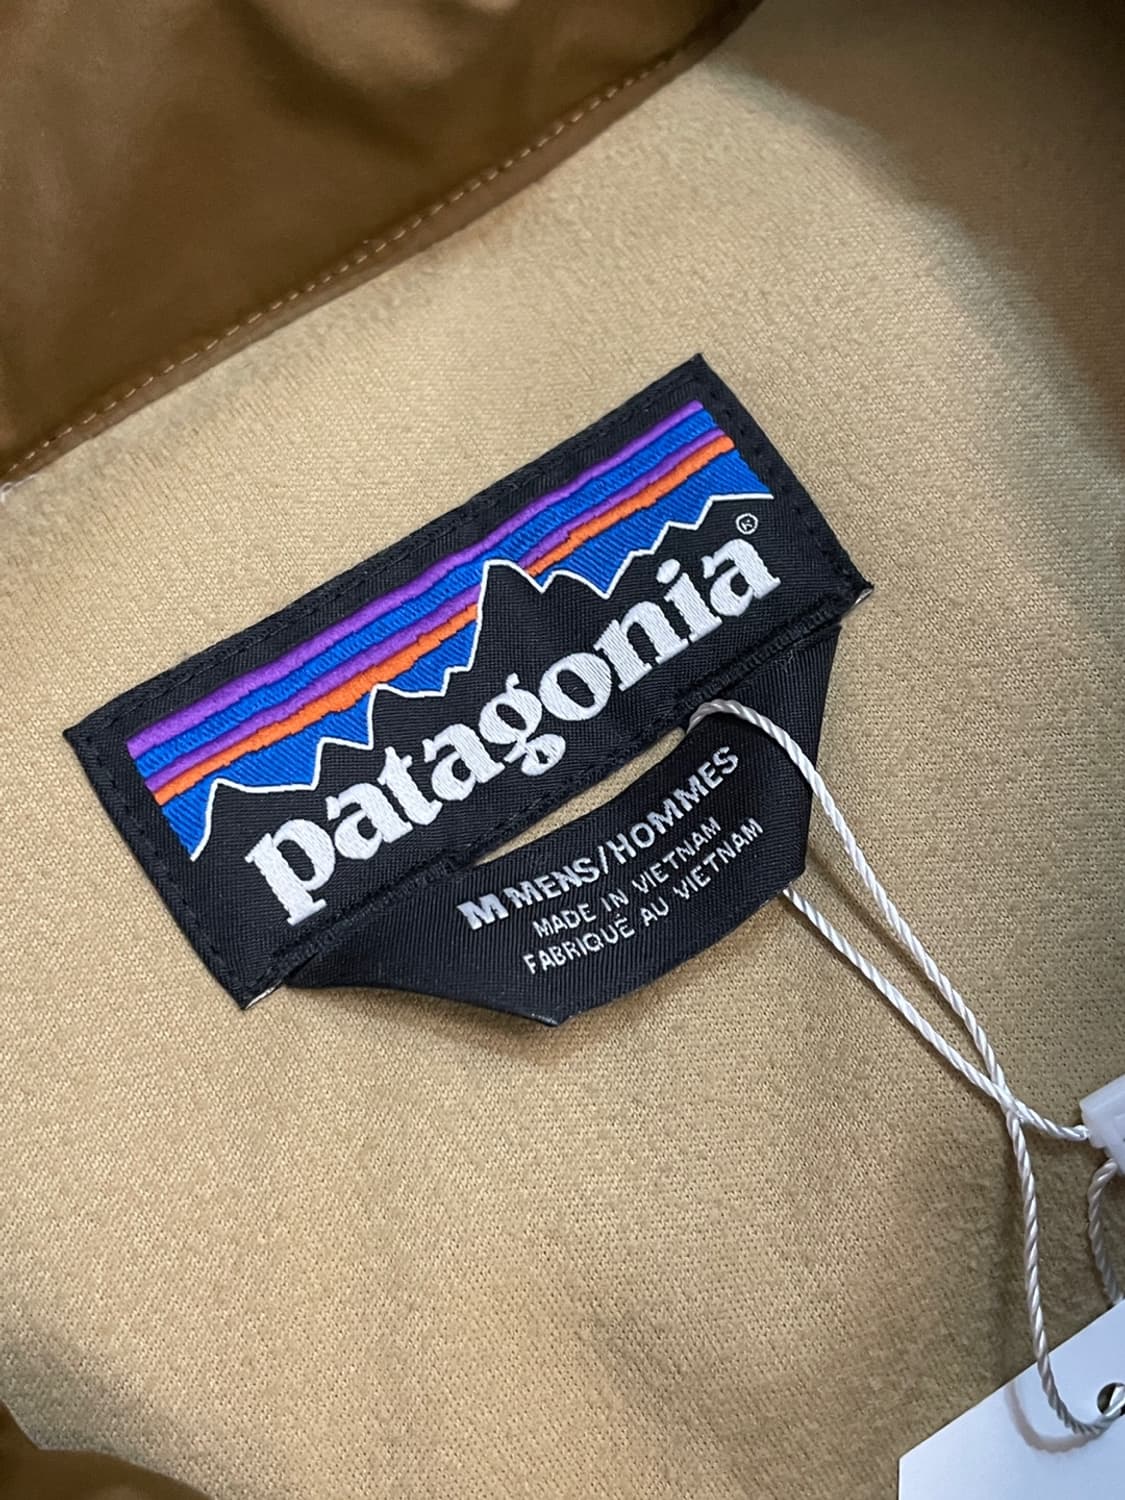 patagonia®
M MENS/HOMMES
MADE IN VIETNAM
FABRIQUÉ AU VIETNAM